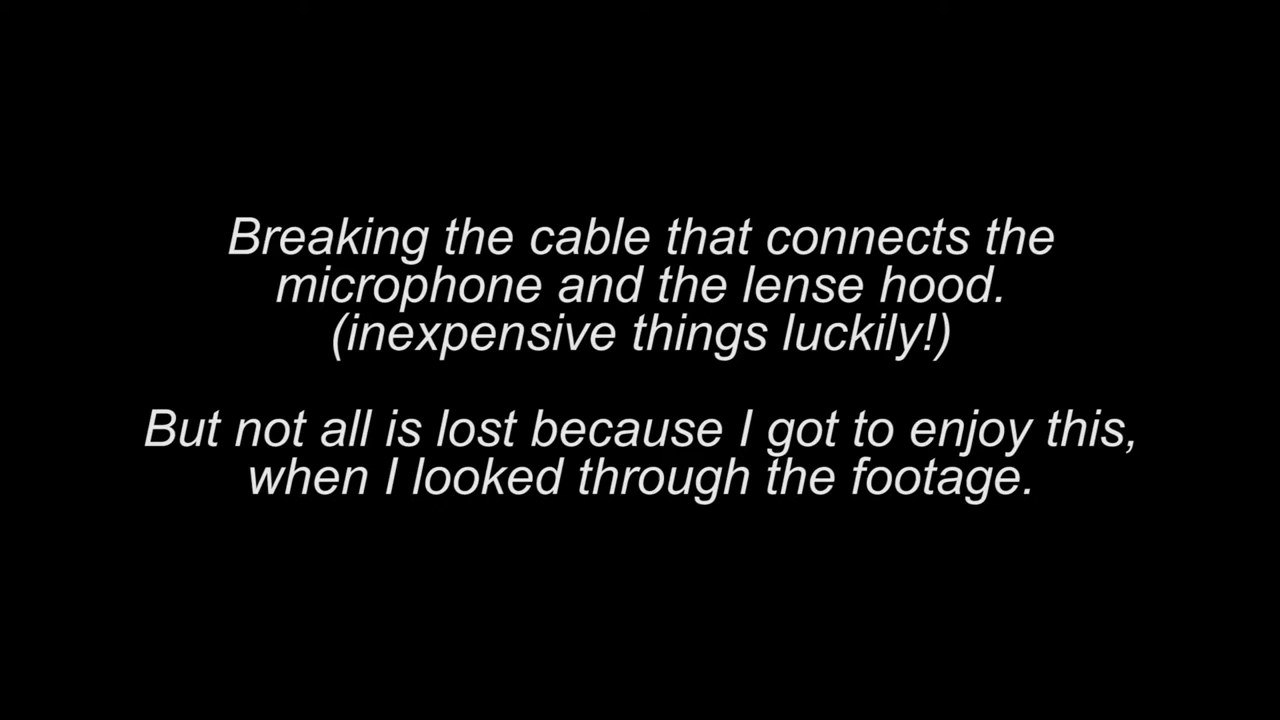 Breaking the cable that connects the
microphone and the lense hood.
(inexpensive things luckily!)
But not all is lost because I got to enjoy this,
when I looked through the footage.